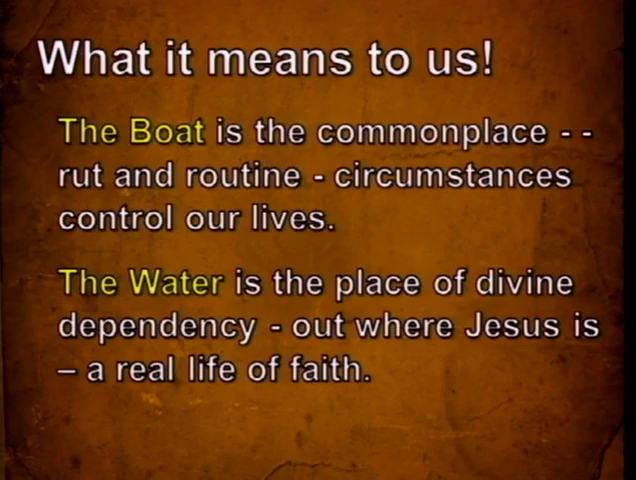 What it means to us!
The Boat is the commonplace - -
rut and routine - circumstances
control our lives.
The Water is the place of divine
dependency - out where Jesus is
– a real life of faith.